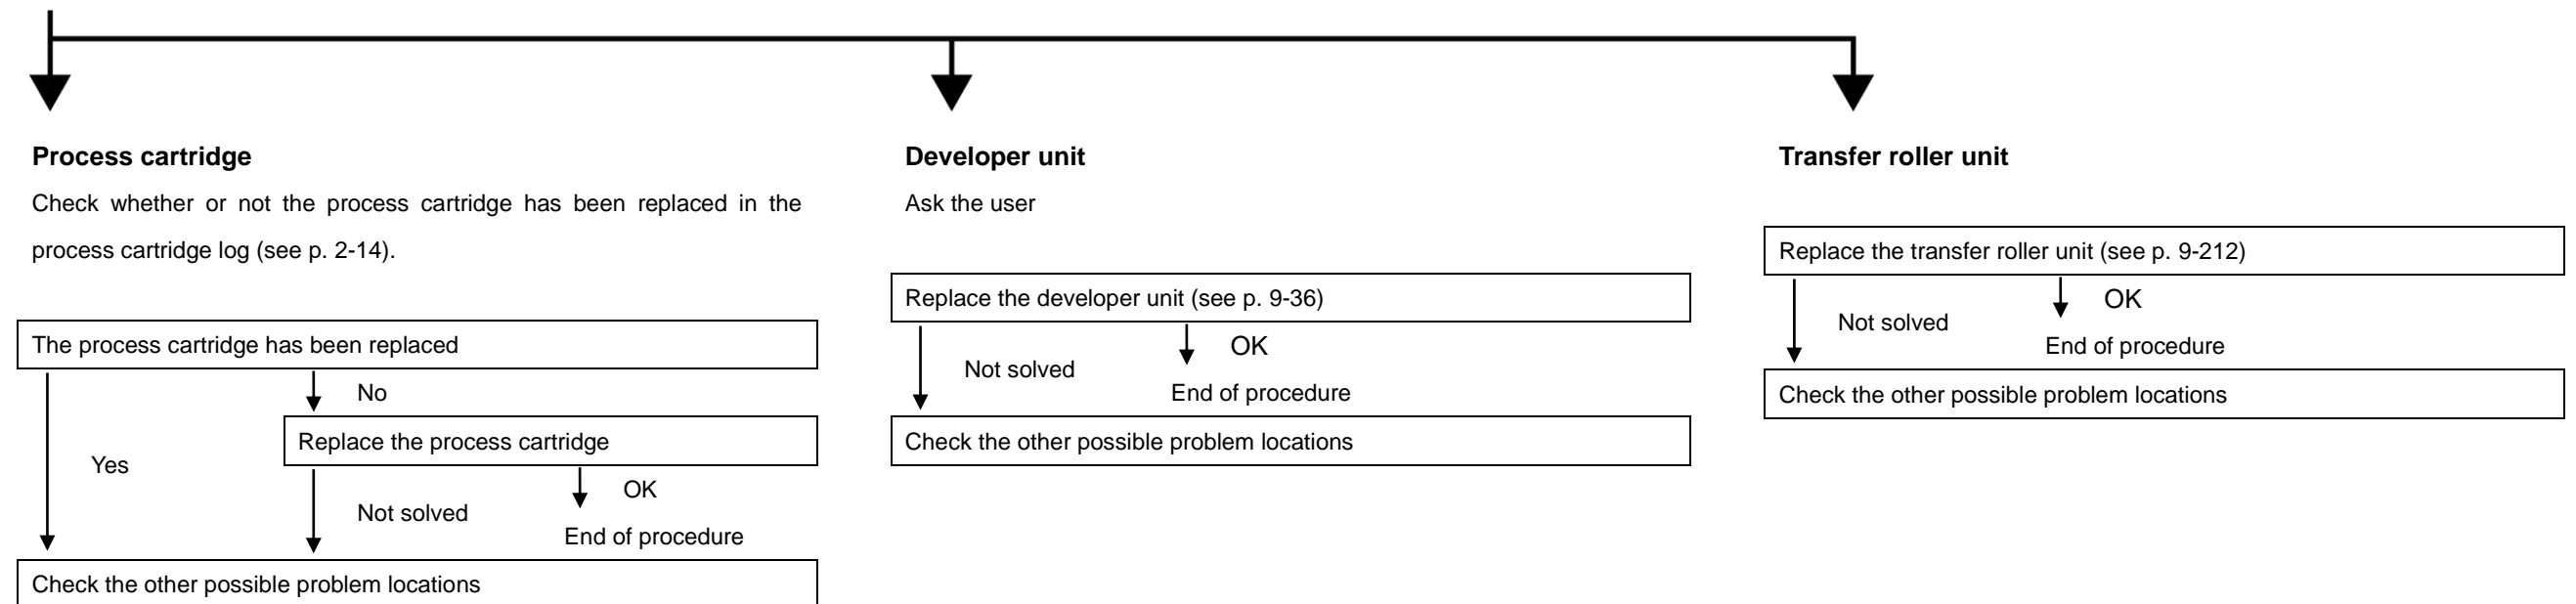 Process cartridge
Check whether or not the process cartridge has been replaced in the
process cartridge log (see p. 2-14).
The process cartridge has been replaced
No
Replace the process cartridge
Yes
OK
Not solved
End of procedure
Check the other possible problem locations
Developer unit
Ask the user
Replace the developer unit (see p. 9-36)
OK
Not solved
End of procedure
Check the other possible problem locations
Transfer roller unit
Replace the transfer roller unit (see p. 9-212)
OK
Not solved
End of procedure
Check the other possible problem locations